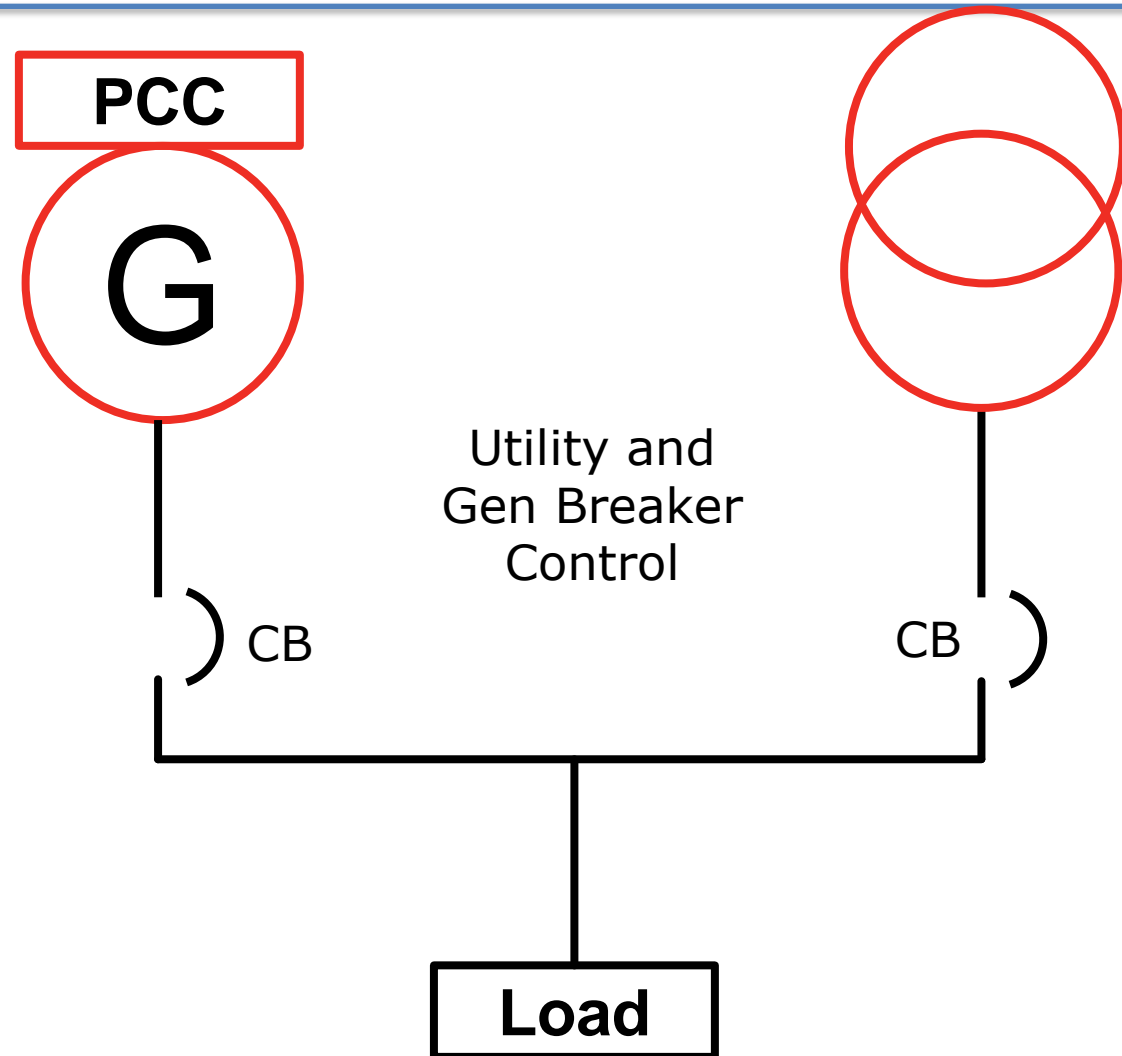 PCC
G
Utility and
Gen Breaker
Control
CB
CB
Load